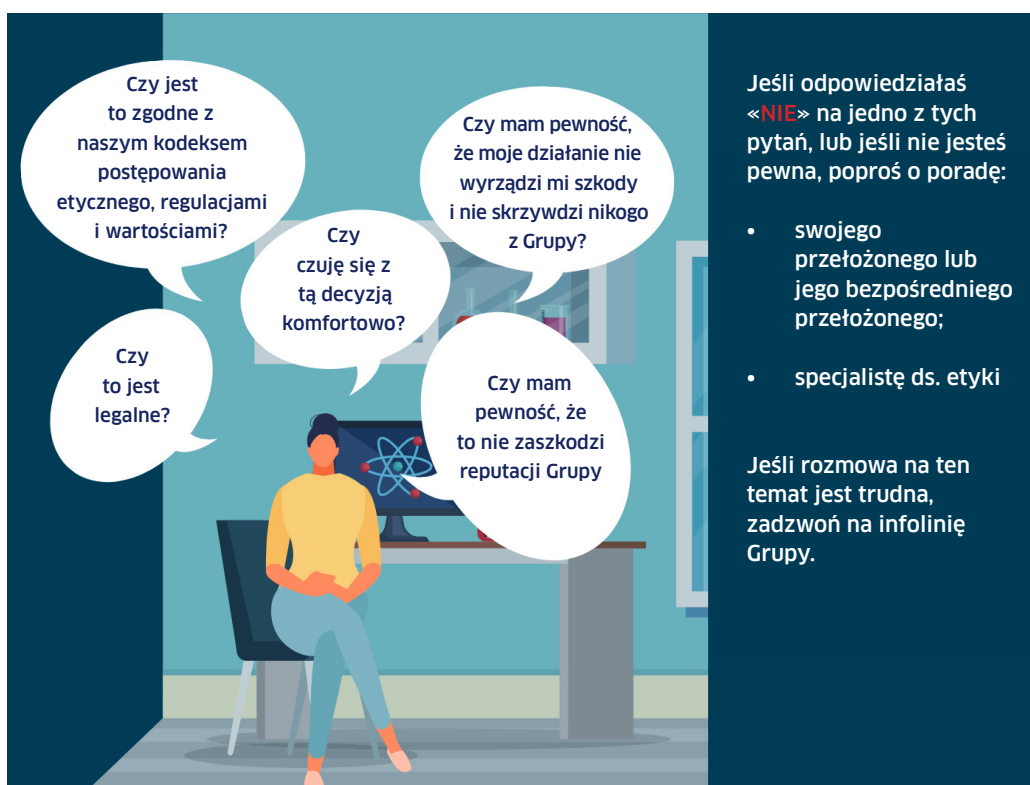 Czy jest
to zgodne z
naszym kodeksem
postępowania
etycznego, regulacjami
i wartościami?
Czy mam pewność,
że moje działanie nie
wyrządzi mi szkody
i nie skrzywdzi nikogo
z Grupy?
Czy
czuję się z
tą decyzją
komfortowo?
Czy
to jest
legalne?
Czy mam
pewność, że
to nie zaszkodzi
reputacji Grupy
Jeśli odpowiedziałaś
«NIE» na jedno z tych
pytań, lub jeśli nie jesteś
pewna, poproś o poradę:
• swojego
przełożonego lub
jego bezpośredniego
przełożonego;
• specjalistę ds. etyki
Jeśli rozmowa na ten
temat jest trudna,
zadzwoń na infolinię
Grupy.